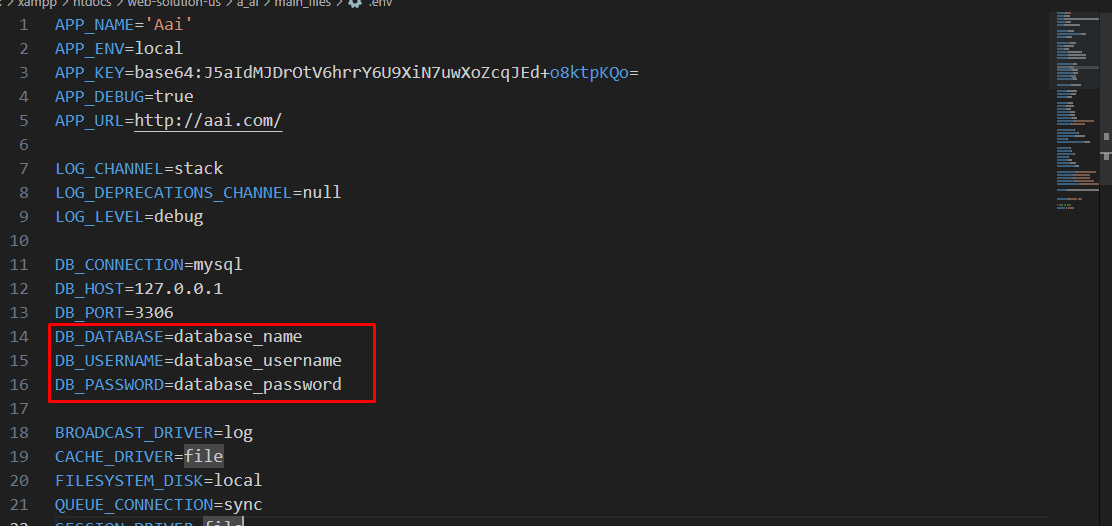 : > xampp > htdocs > web-solution-us > a_ai > main_files > .env
1 APP_NAME='Aai'
2 APP_ENV=local
3 APP_KEY=base64:J5aIdMJDrOtV6hrrY6U9XiN7uwXoZcqJEd+o8ktpKQo=
4 APP_DEBUG=true
5 APP_URL=http://aai.com/
6
7 LOG_CHANNEL=stack
8 LOG_DEPRECATIONS_CHANNEL=null
9 LOG_LEVEL=debug
10
11 DB_CONNECTION=mysql
12 DB_HOST=127.0.0.1
13 DB_PORT=3306
14 DB_DATABASE=database_name
15 DB_USERNAME=database_username
16 DB_PASSWORD=database_password
17
18 BROADCAST_DRIVER=log
19 CACHE_DRIVER=file
20 FILESYSTEM_DISK=local
21 QUEUE_CONNECTION=sync
22 SESSION_DRIVER=file